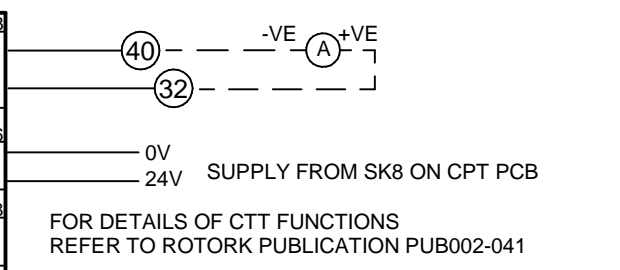 -VE +VE
40 A
32
0V
24V SUPPLY FROM SK8 ON CPT PCB
FOR DETAILS OF CTT FUNCTIONS
REFER TO ROTORK PUBLICATION PUB002-041